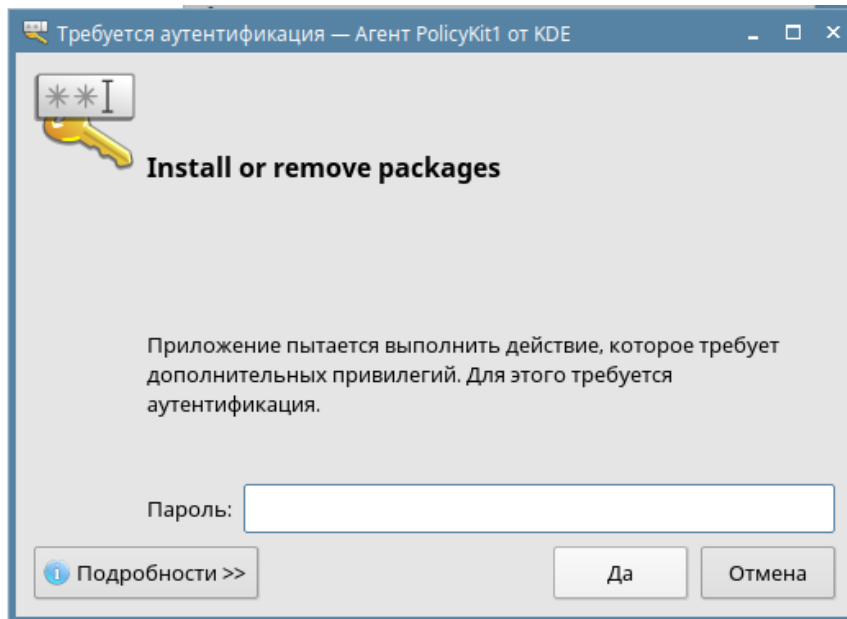 Требуется аутентификация — Агент PolicyKit1 от KDE
Install or remove packages
Приложение пытается выполнить действие, которое требует
дополнительных привилегий. Для этого требуется
аутентификация.
Пароль:
Подробности >>
Да
Отмена